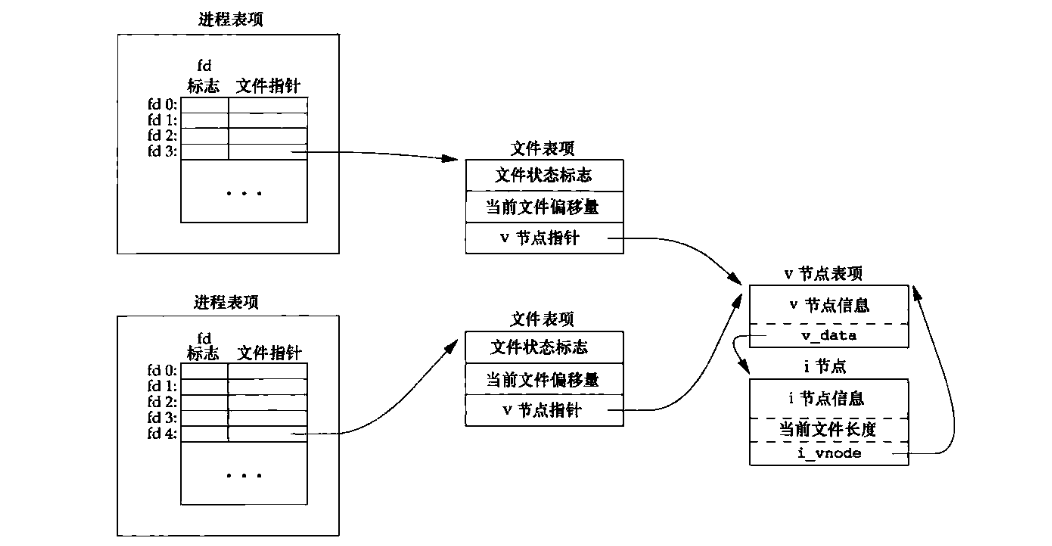 进程表项
fd
标志 文件指针
fd 0:
fd 1:
fd 2:
fd 3:
. . .
文件表项
文件状态标志
当前文件偏移量
v 节点指针
进程表项
fd
标志 文件指针
fd 0:
fd 1:
fd 2:
fd 3:
fd 4:
. . .
文件表项
文件状态标志
当前文件偏移量
v 节点指针
v 节点表项
v 节点信息
v_data
i 节点
i 节点信息
当前文件长度
i_vnode